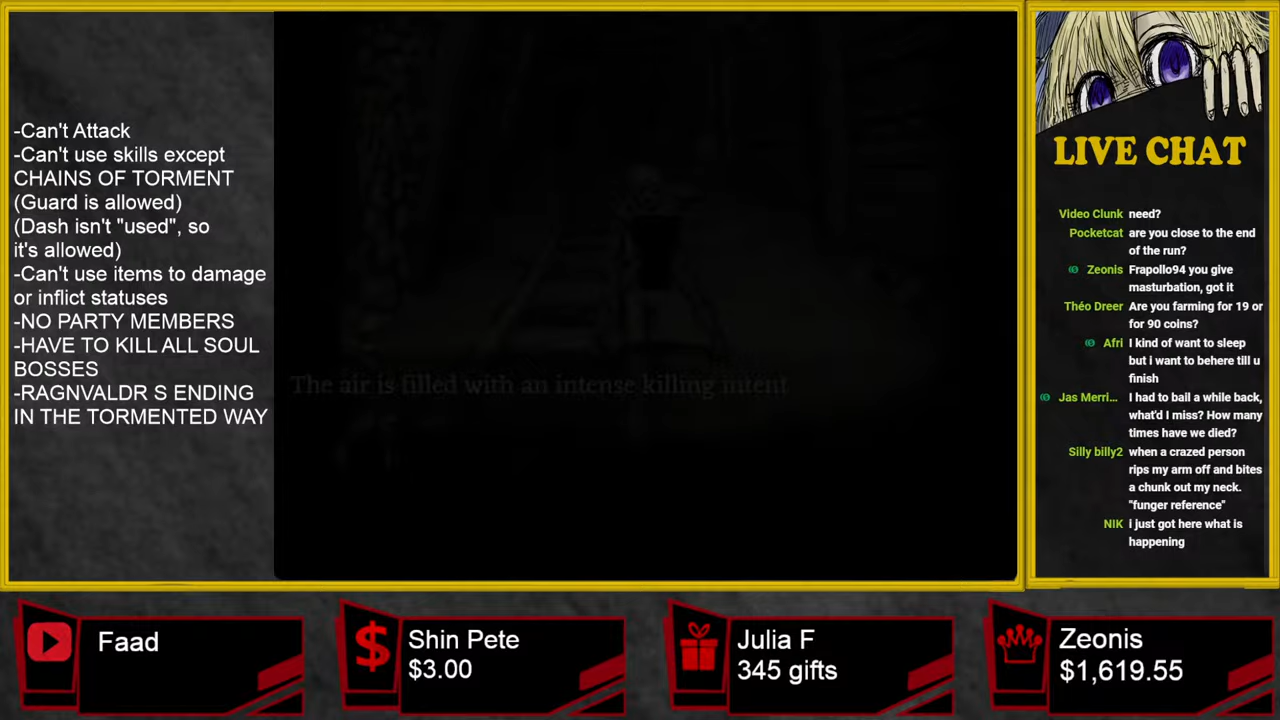 -Can't Attack
-Can't use skills except
CHAINS OF TORMENT
(Guard is allowed)
(Dash isn't "used", so
it's allowed)
-Can't use items to damage
or inflict statuses
-NO PARTY MEMBERS
-HAVE TO KILL ALL SOUL
BOSSES
-RAGNVALDR S ENDING
IN THE TORMENTED WAY
The air is filled with an intense killing intent
LIVE CHAT
Video Clunk need?
Pocketcat are you close to the end
of the run?
Zeonis Frapollo94 you give
masturbation, got it
Théo Dreer Are you farming for 19 or
for 90 coins?
Afri I kind of want to sleep
but i want to behere till u
finish
Jas Merri... I had to bail a while back,
what'd I miss? How many
times have we died?
Silly billy2 when a crazed person
rips my arm off and bites
a chunk out my neck.
"funger reference"
NIK i just got here what is
happening
Faad
Shin Pete
$3.00
Julia F
345 gifts
Zeonis
$1,619.55